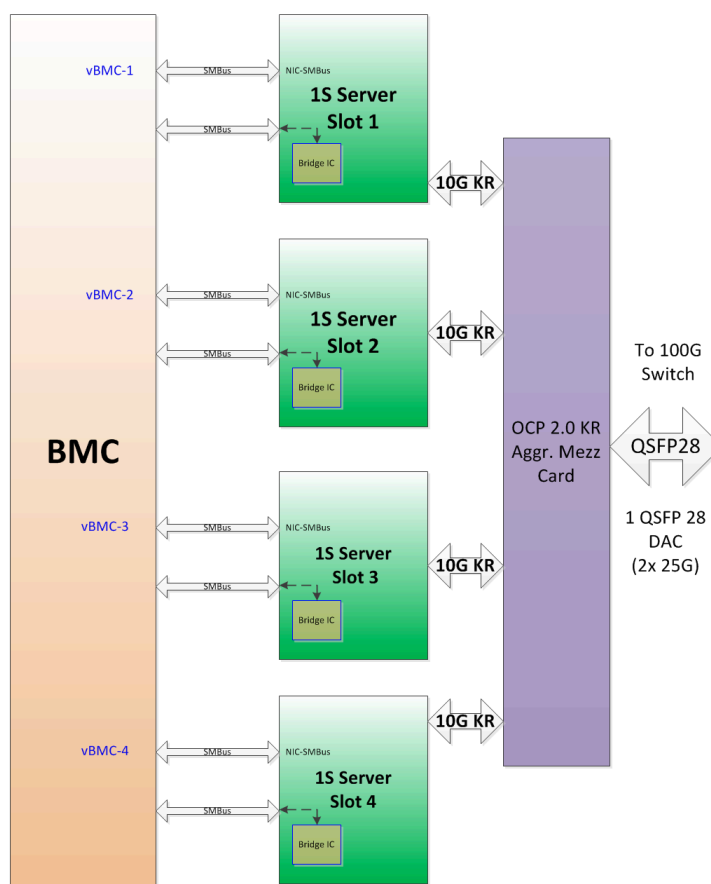 vBMC-1
SMBus
NIC-SMBus
1S Server
Slot 1
SMBus
Bridge IC
10G KR
vBMC-2
SMBus
NIC-SMBus
1S Server
Slot 2
SMBus
Bridge IC
10G KR
BMC
vBMC-3
SMBus
NIC-SMBus
1S Server
Slot 3
SMBus
Bridge IC
10G KR
vBMC-4
SMBus
NIC-SMBus
1S Server
Slot 4
SMBus
Bridge IC
10G KR
OCP 2.0 KR
Aggr. Mezz
Card
To 100G
Switch
QSFP28
1 QSFP 28
DAC
(2x 25G)